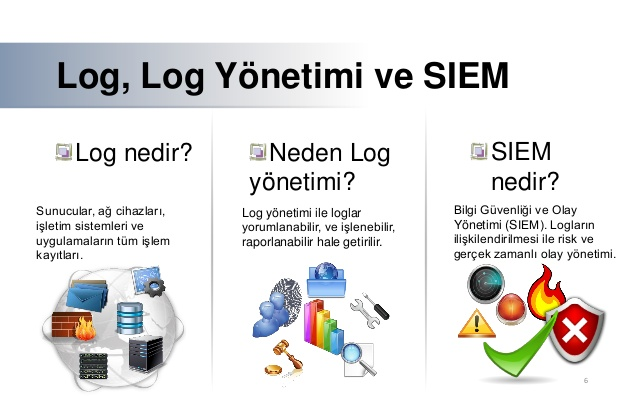 Log, Log Yönetimi ve SIEM
Log nedir?
Sunucular, ağ cihazları,
işletim sistemleri ve
uygulamaların tüm işlem
kayıtları.
Neden Log
yönetimi?
Log yönetimi ile loglar
yorumlanabilir, ve işlenebilir,
raporlanabilir hale getirilir.
SIEM
nedir?
Bilgi Güvenliği ve Olay
Yönetimi (SIEM). Logların
ilişkilendirilmesi ile risk ve
gerçek zamanlı olay yönetimi.
6